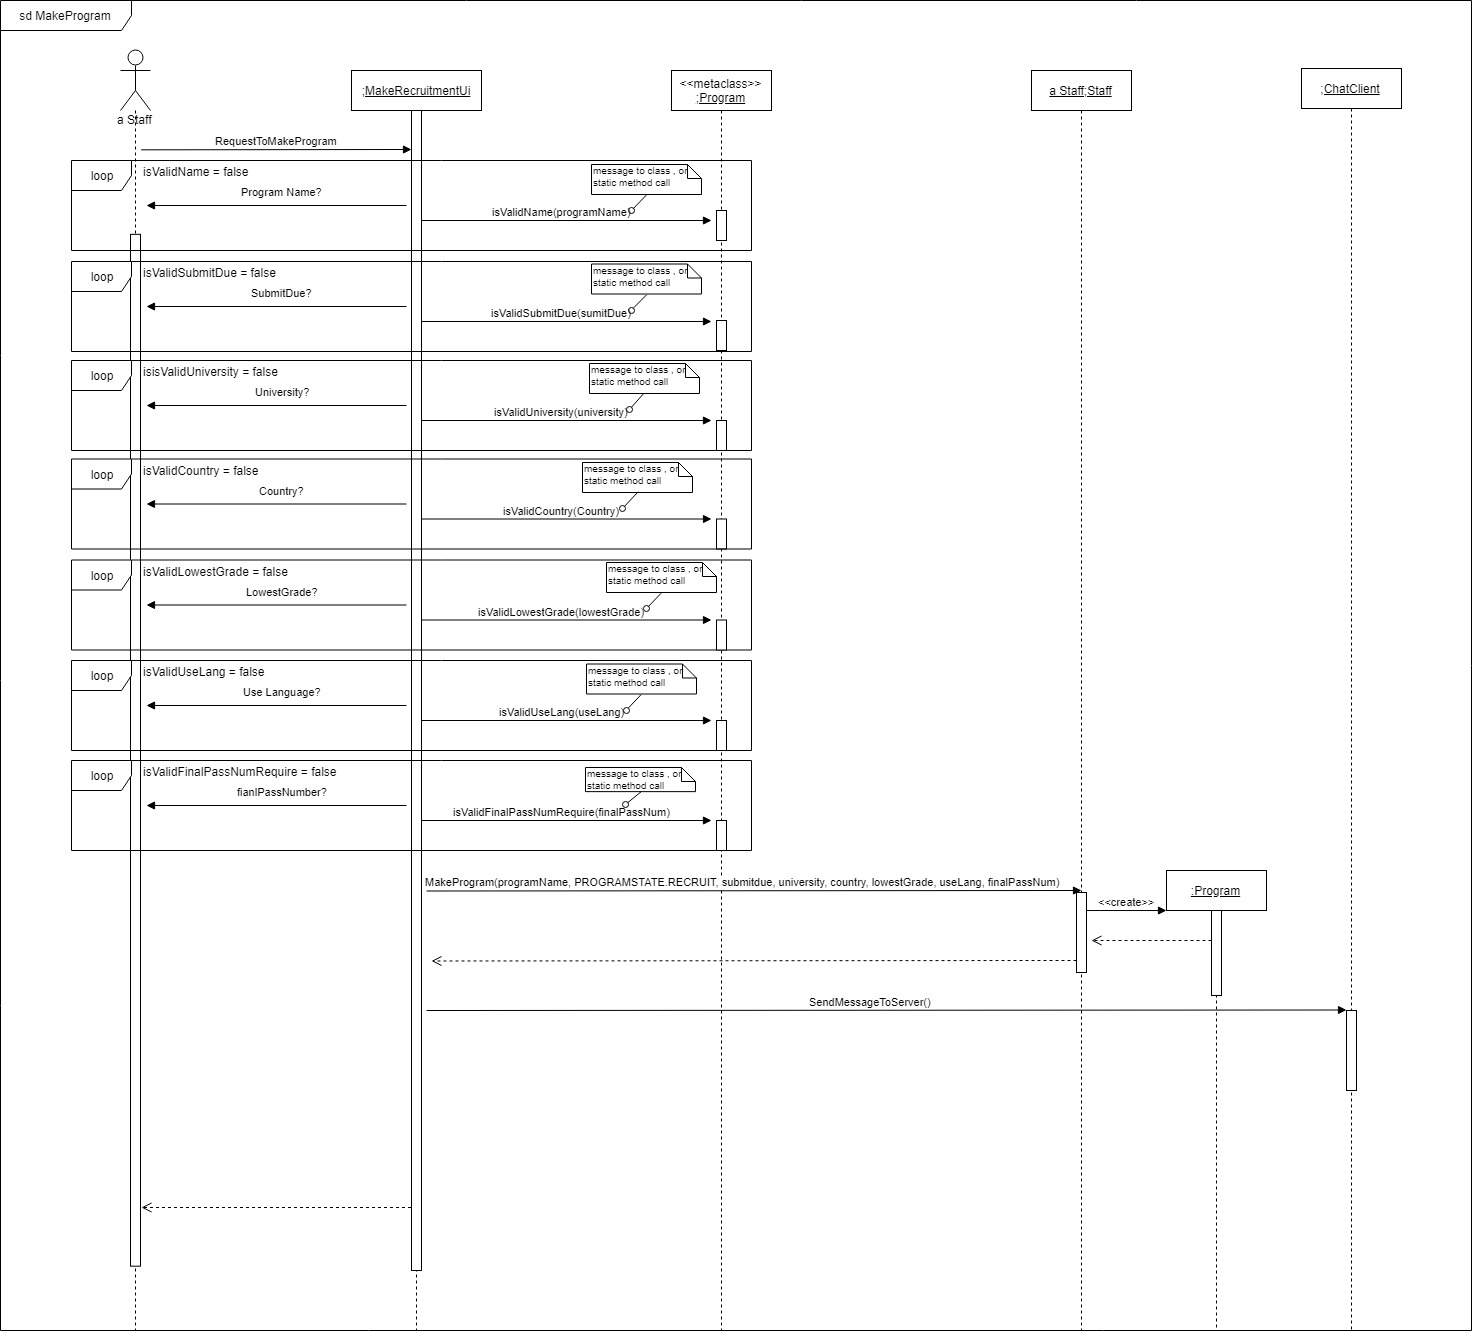 sd MakeProgram
a Staff
;MakeRecruitmentUi
<<metaclass>>
;Program
a Staff;Staff
;ChatClient
RequestToMakeProgram
loop
isValidName = false
message to class , or
static method call
Program Name?
isValidName(programName)
loop
isValidSubmitDue = false
message to class , or
static method call
SubmitDue?
isValidSubmitDue(sumitDue)
loop
isisValidUniversity = false
message to class , or
static method call
University?
isValidUniversity(university)
loop
isValidCountry = false
message to class , or
static method call
Country?
isValidCountry(Country)
loop
isValidLowestGrade = false
message to class , or
static method call
LowestGrade?
isValidLowestGrade(lowestGrade)
loop
isValidUseLang = false
message to class , or
static method call
Use Language?
isValidUseLang(useLang)
loop
isValidFinalPassNumRequire = false
message to class , or
static method call
fianlPassNumber?
isValidFinalPassNumRequire(finalPassNum)
MakeProgram(programName, PROGRAMSTATE.RECRUIT, submitdue, university, country, lowestGrade, useLang, finalPassNum)
:Program
<<create>>
SendMessageToServer()